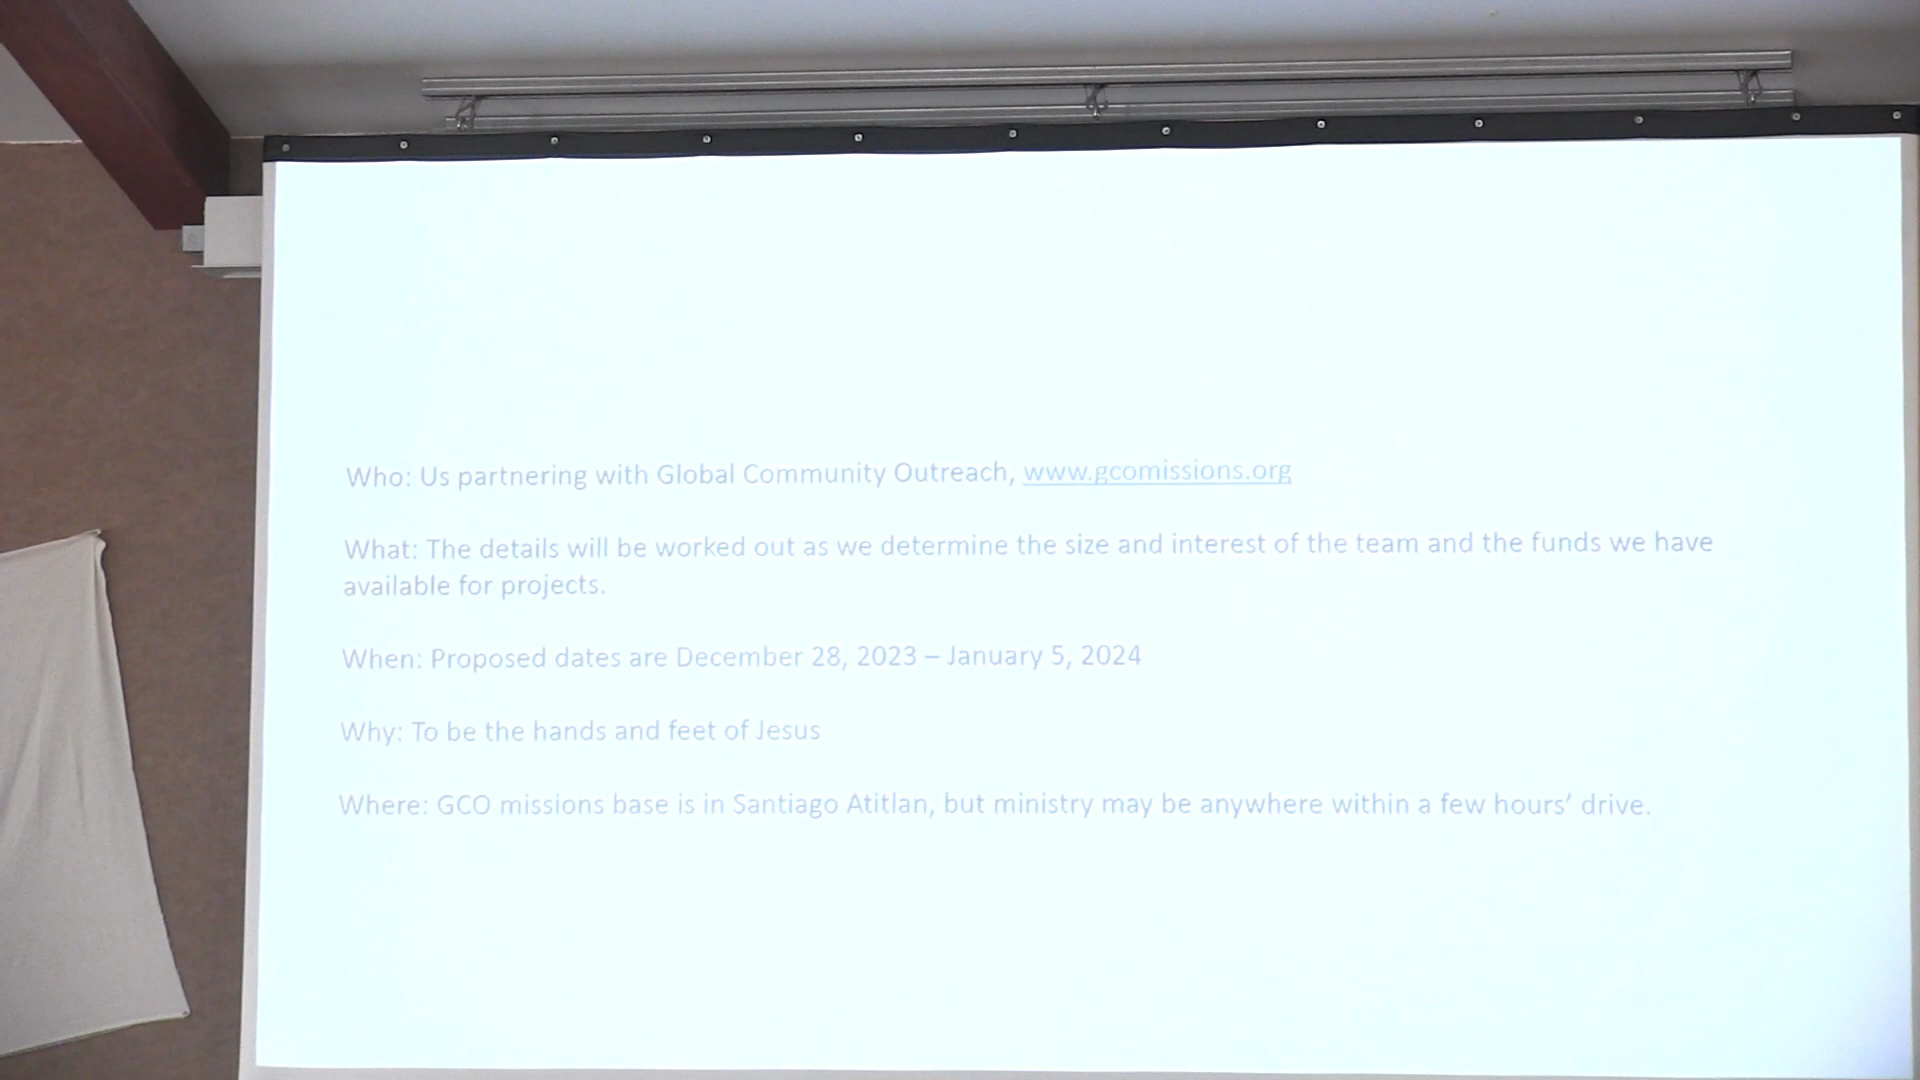 Who: Us partnering with Global Community Outreach, www.gcomissions.org
What: The details will be worked out as we determine the size and interest of the team and the funds we have
available for projects.
When: Proposed dates are December 28, 2023 – January 5, 2024
Why: To be the hands and feet of Jesus
Where: GCO missions base is in Santiago Atitlan, but ministry may be anywhere within a few hours’ drive.